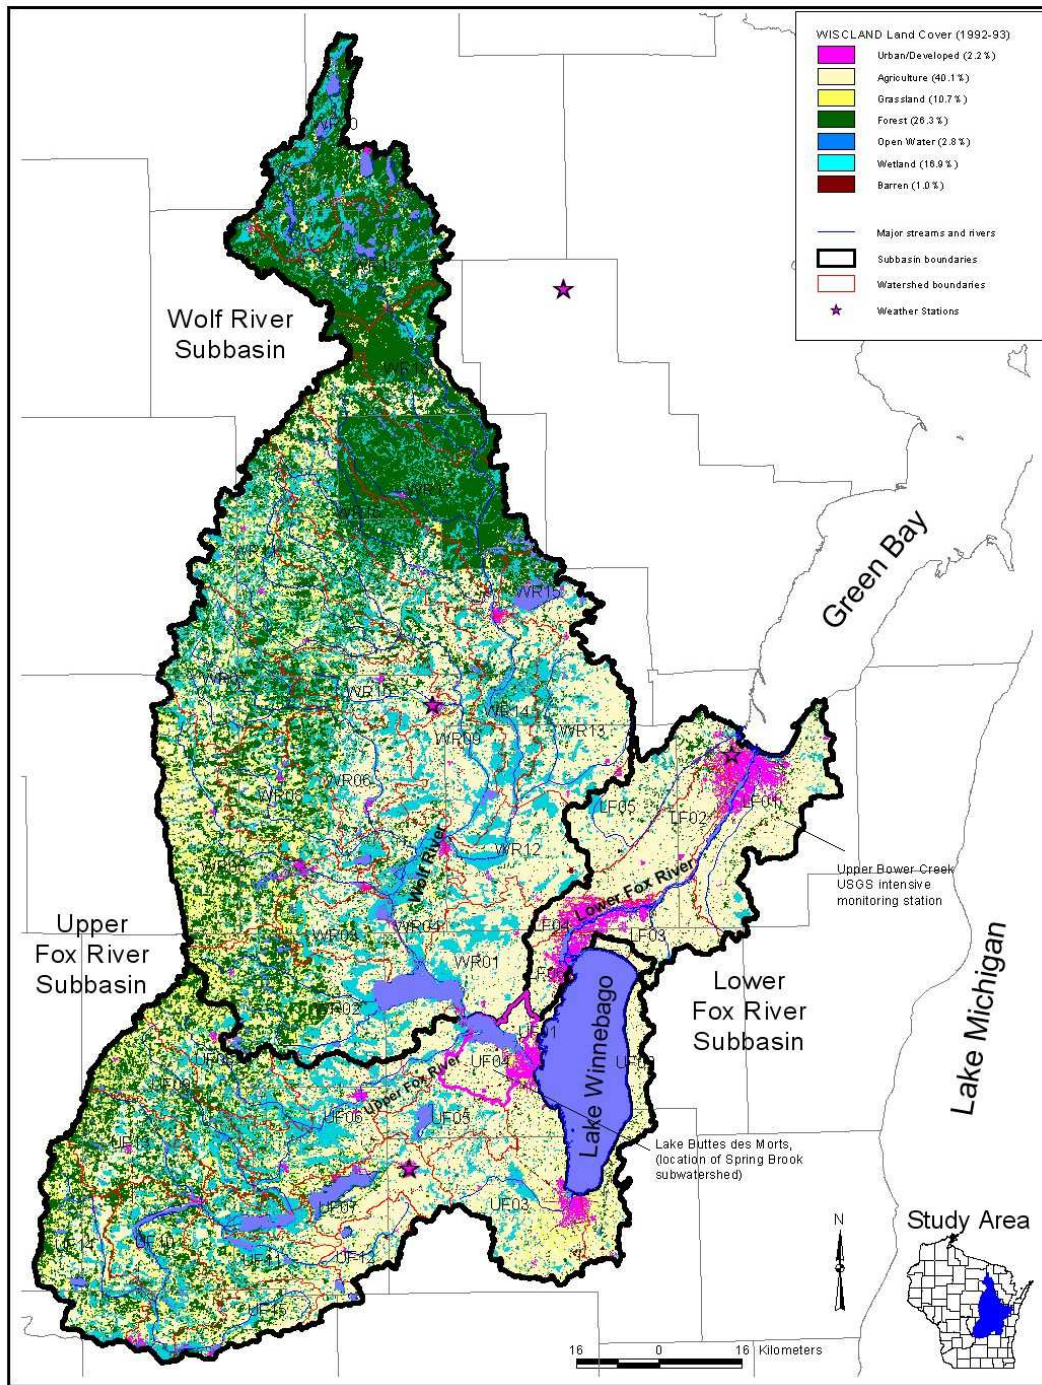 WISCLAND Land Cover (1992-93)
Urban/Developed (2.2%)
Agriculture (40.1%)
Grassland (10.7%)
Forest (26.3%)
Open Water (2.8%)
Wetland (16.9%)
Barren (1.0%)
Major streams and rivers
Subbasin boundaries
Watershed boundaries
Weather Stations
Wolf River
Subbasin
Green Bay
WR15
WR14
WR13
WR09
WR06
WR12
Wolf River
WR01
LF05
LF02
LF01
Lower Fox River
LF04
LF03
Upper Bower Creek
USGS intensive
monitoring station
Upper
Fox River
Subbasin
Lower
Fox River
Subbasin
Lake Michigan
Lake Winnebago
UF01
UF04
Upper Fox River
UF06
UF05
UF07
UF03
UF11
UF12
UF10
UF15
Lake Buttes des Morts,
(location of Spring Brook
subwatershed)
N
Study Area
16 0 16 Kilometers